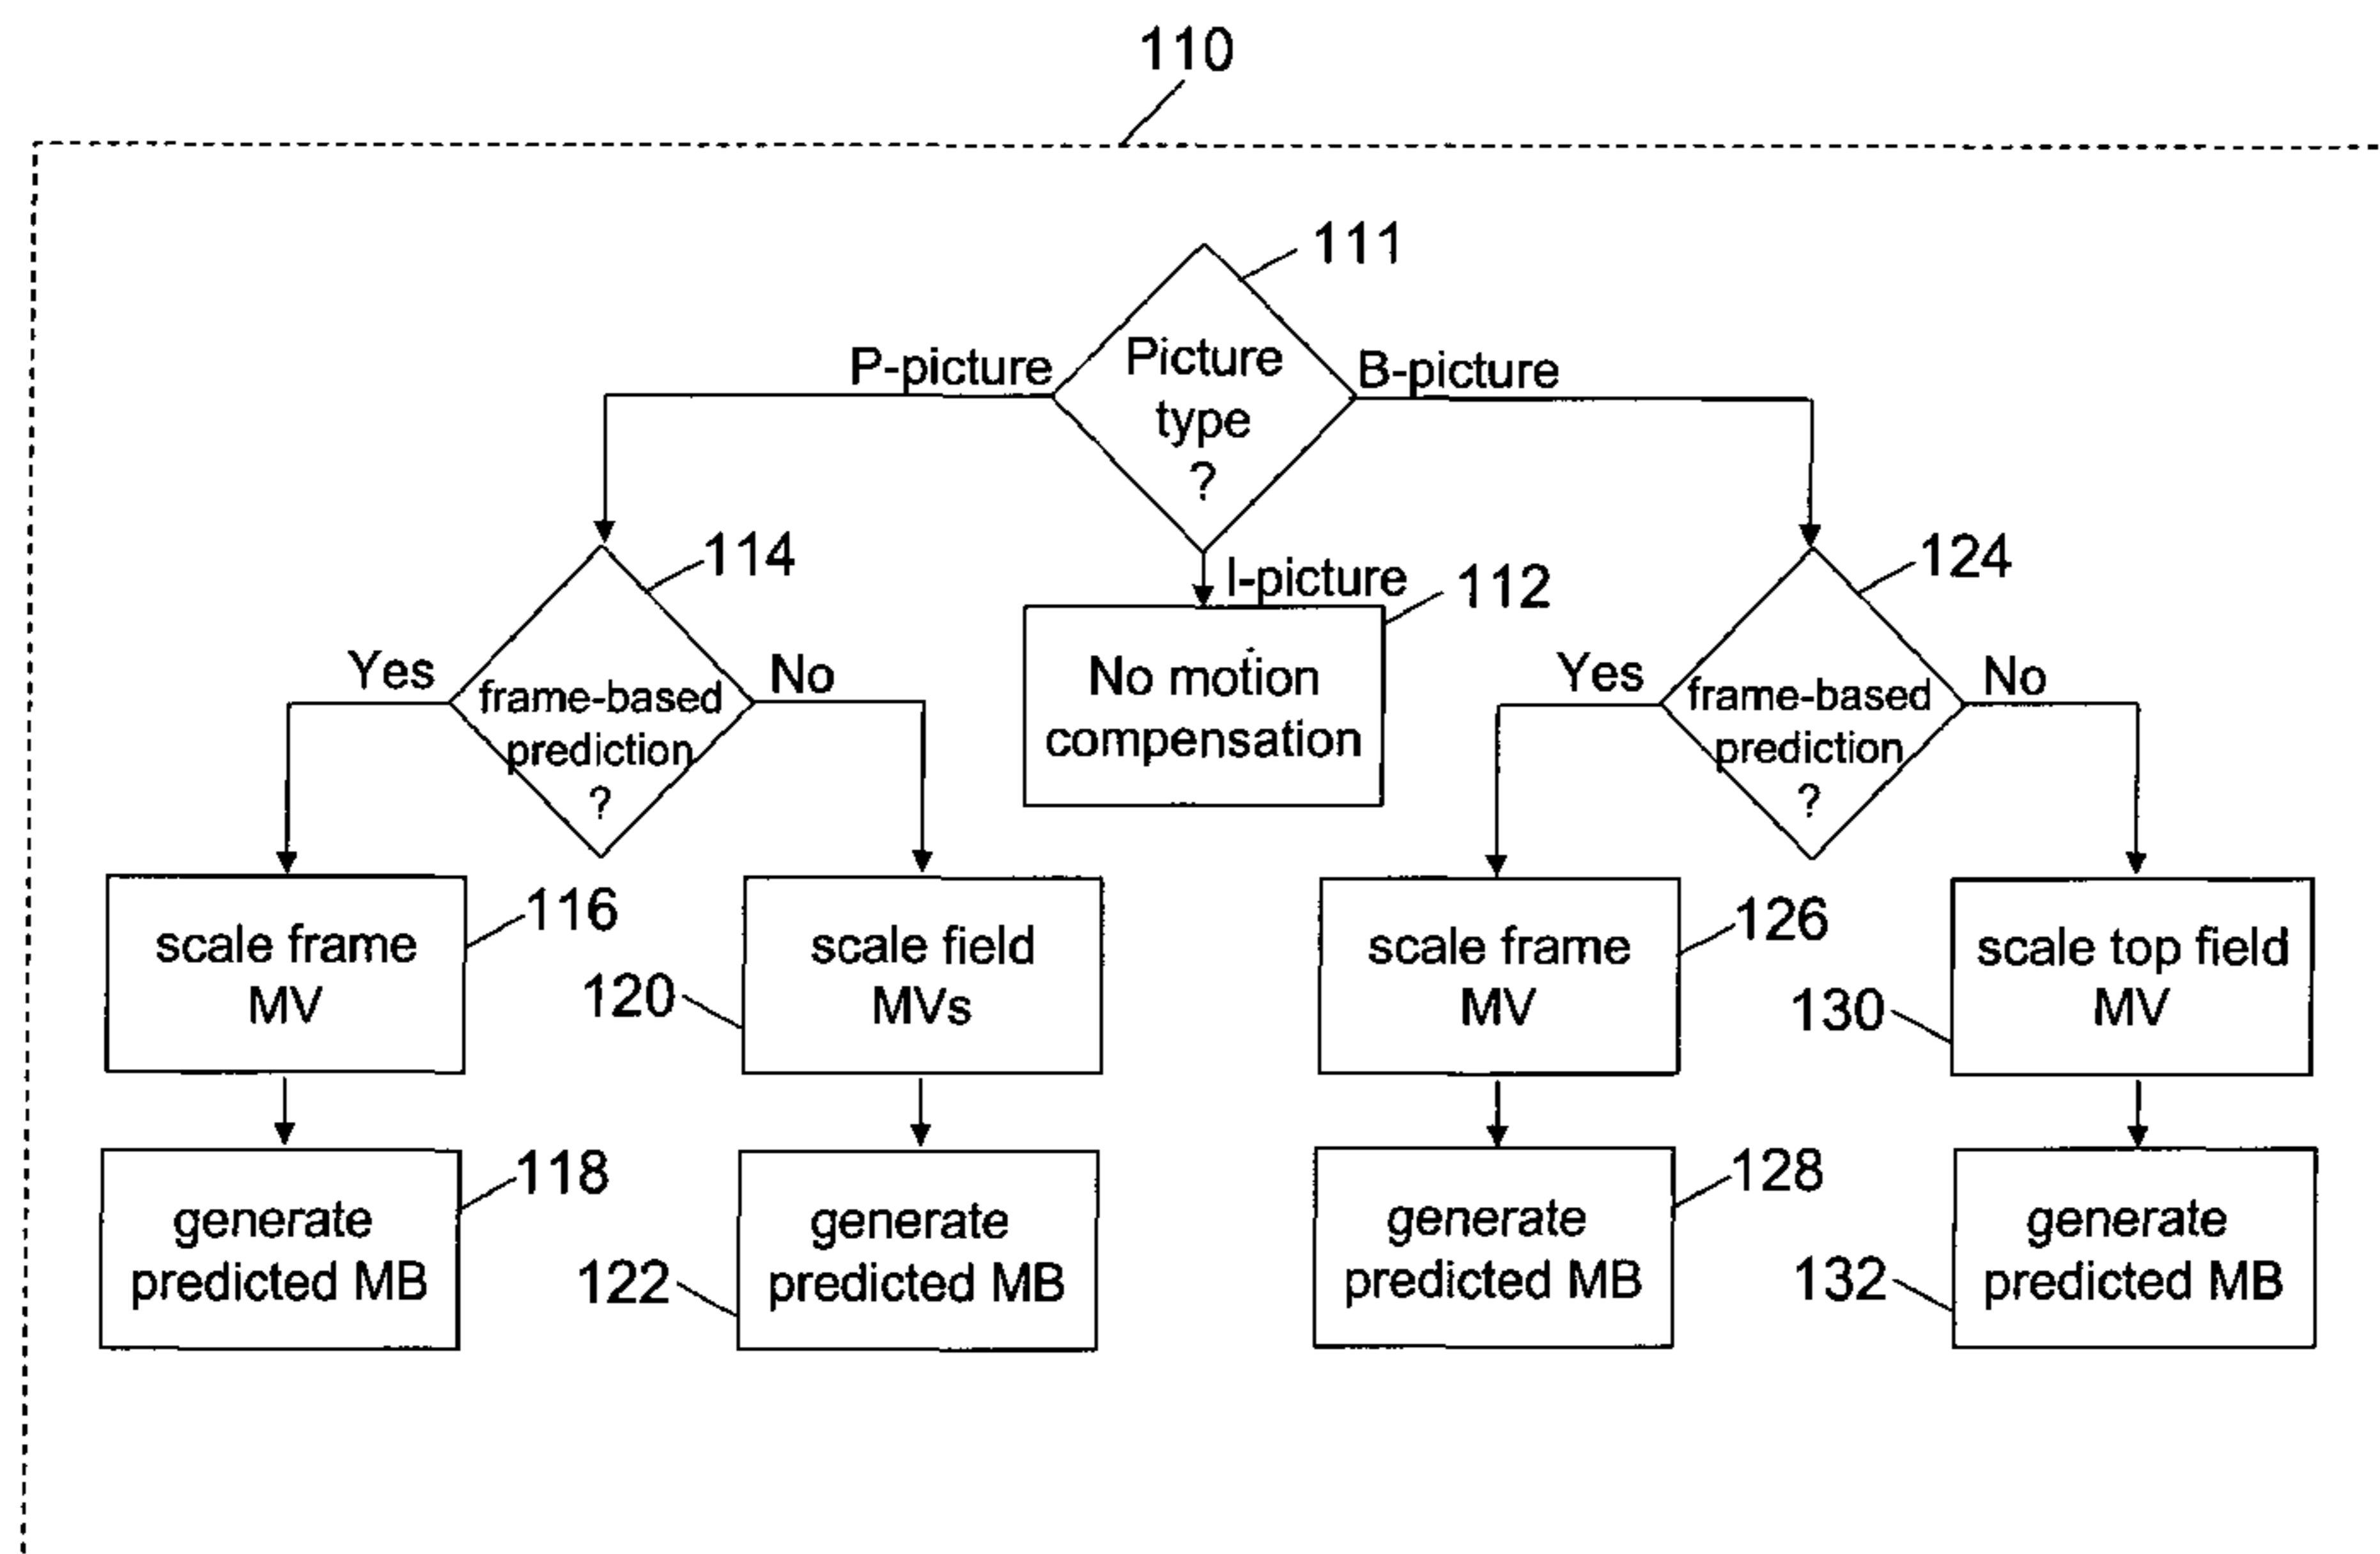 110
111
P-picture
Picture
type
?
B-picture
I-picture
114
112
124
Yes
frame-based
prediction
?
No
No motion
compensation
Yes
frame-based
prediction
?
No
scale frame
MV
116
scale field
MVs
120
scale frame
MV
126
scale top field
MV
130
generate
predicted MB
118
generate
predicted MB
122
generate
predicted MB
128
generate
predicted MB
132